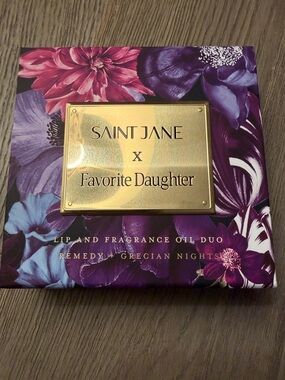 SAINT JANE
X
Favorite Daughter
LIP AND FRAGRANCE OIL DUO
REMEDY + GRECIAN NIGHTS